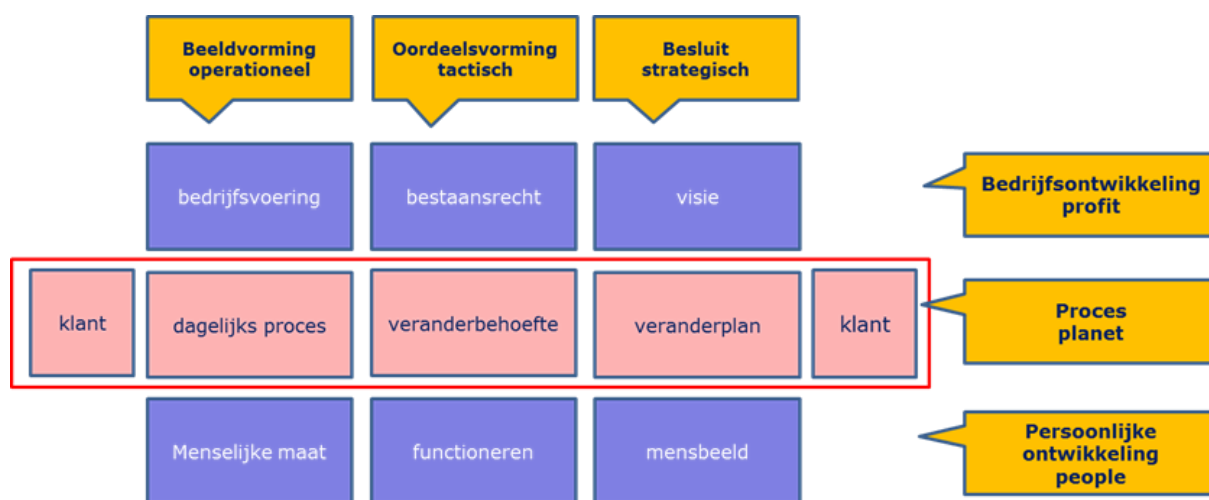 Beeldvorming
operationeel
Oordeelsvorming
tactisch
Besluit
strategisch
bedrijfsvoering
bestaansrecht
visie
Bedrijfsontwikkeling
profit
klant
dagelijks proces
veranderbehoefte
veranderplan
klant
Proces
planet
Menselijke maat
functioneren
mensbeeld
Persoonlijke
ontwikkeling
people